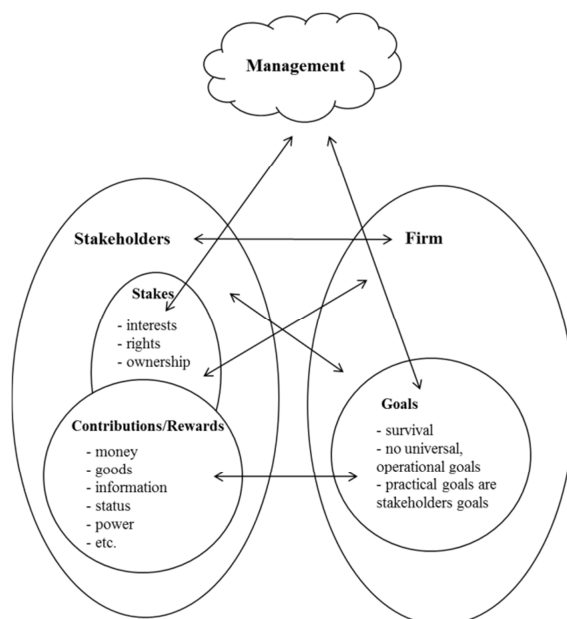 Management
Stakeholders
Firm
Stakes
- interests
- rights
- ownership
Contributions/Rewards
- money
- goods
- information
- status
- power
- etc.
Goals
- survival
- no universal,
operational goals
- practical goals are
stakeholders goals